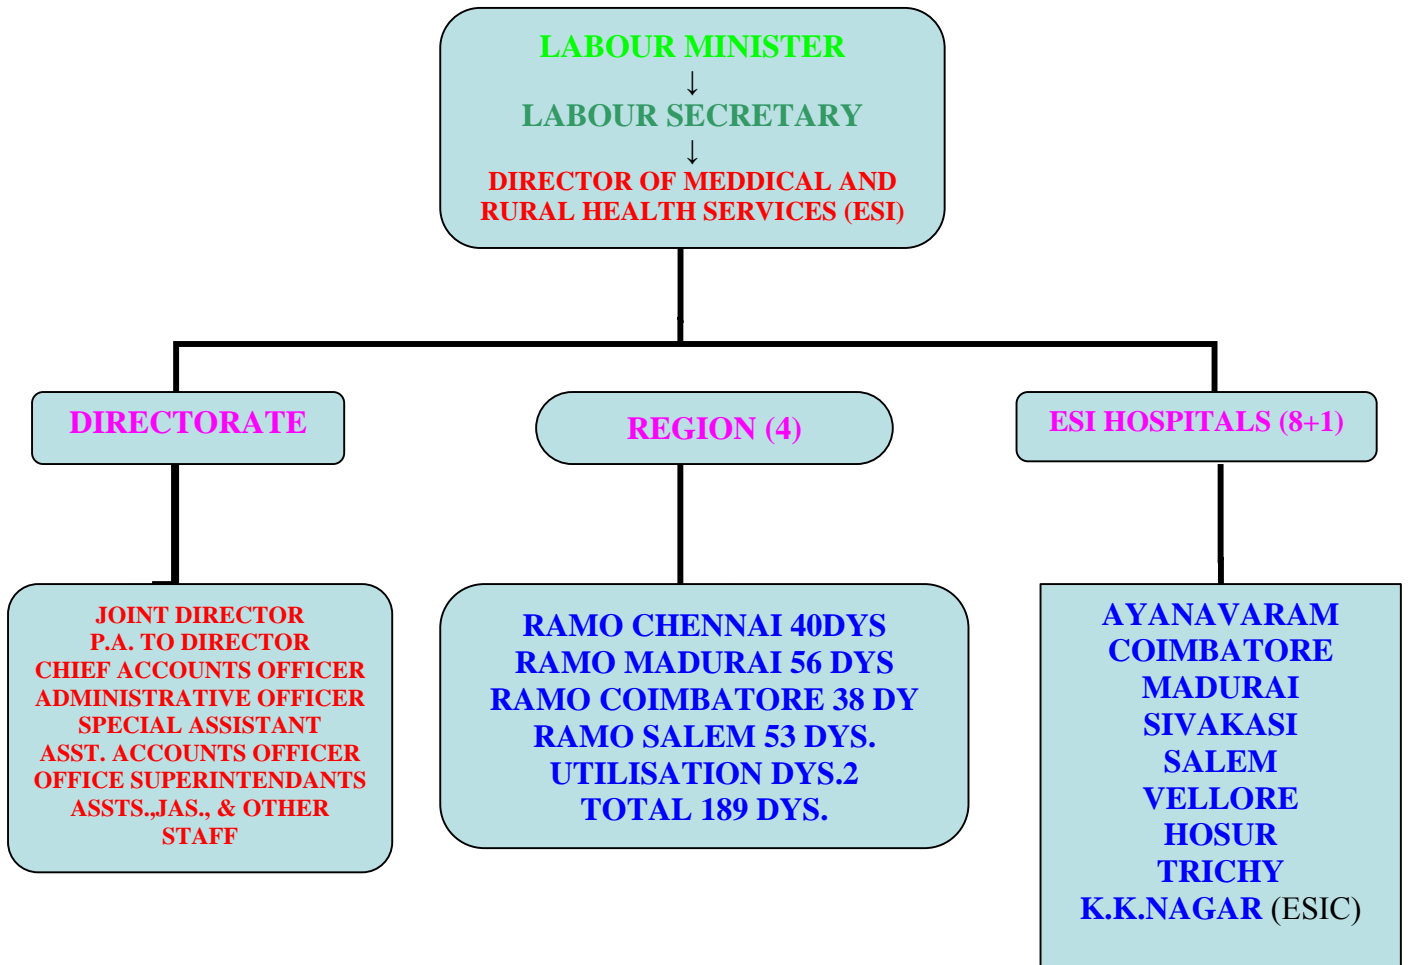 LABOUR MINISTER
↓
LABOUR SECRETARY
↓
DIRECTOR OF MEDDICAL AND
RURAL HEALTH SERVICES (ESI)
DIRECTORATE
REGION (4)
ESI HOSPITALS (8+1)
JOINT DIRECTOR
P.A. TO DIRECTOR
CHIEF ACCOUNTS OFFICER
ADMINISTRATIVE OFFICER
SPECIAL ASSISTANT
ASST. ACCOUNTS OFFICER
OFFICE SUPERINTENDANTS
ASSTS.,JAS., & OTHER
STAFF
RAMO CHENNAI 40DYS
RAMO MADURAI 56 DYS
RAMO COIMBATORE 38 DY
RAMO SALEM 53 DYS.
UTILISATION DYS.2
TOTAL 189 DYS.
AYANAVARAM
COIMBATORE
MADURAI
SIVAKASI
SALEM
VELLORE
HOSUR
TRICHY
K.K.NAGAR (ESIC)